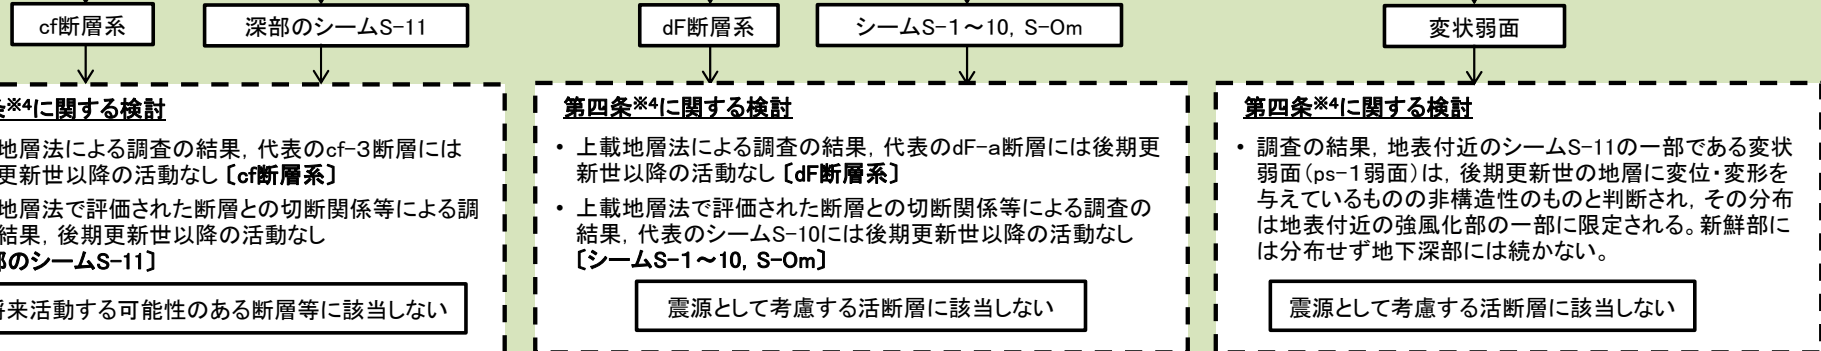 cf断層系
深部のシームS-11
dF断層系
シームS-1～10, S-Om
変状弱面
条※4に関する検討
地層法による調査の結果，代表のcf-3断層には
更新世以降の活動なし〔cf断層系〕
地層法で評価された断層との切断関係等による調
結果，後期更新世以降の活動なし
部のシームS-11〕
将来活動する可能性のある断層等に該当しない
第四条※4に関する検討
・上載地層法による調査の結果，代表のdF-a断層には後期更
新世以降の活動なし〔dF断層系〕
・上載地層法で評価された断層との切断関係等による調査の
結果，代表のシームS-10には後期更新世以降の活動なし
〔シームS-1～10, S-Om〕
震源として考慮する活断層に該当しない
第四条※4に関する検討
・調査の結果，地表付近のシームS-11の一部である変状
弱面（ps-1弱面）は，後期更新世の地層に変位・変形を
与えているものの非構造性のものと判断され，その分布
は地表付近の強風化部の一部に限定される。新鮮部に
は分布せず地下深部には続かない。
震源として考慮する活断層に該当しない